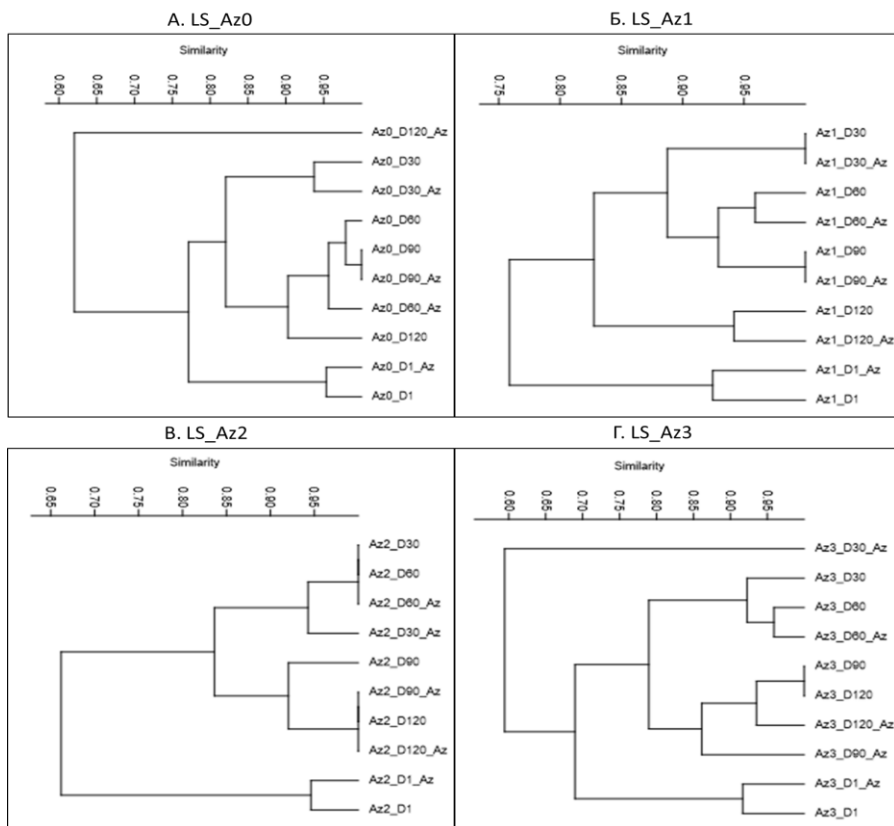 А. LS_Az0
Similarity
0.60 0.65 0.70 0.75 0.80 0.85 0.90 0.95
Az0_D120_Az
Az0_D30
Az0_D30_Az
Az0_D60
Az0_D90
Az0_D90_Az
Az0_D60_Az
Az0_D120
Az0_D1_Az
Az0_D1
Б. LS_Az1
Similarity
0.75 0.80 0.85 0.90 0.95
Az1_D30
Az1_D30_Az
Az1_D60
Az1_D60_Az
Az1_D90
Az1_D90_Az
Az1_D120
Az1_D120_Az
Az1_D1_Az
Az1_D1
В. LS_Az2
Similarity
0.65 0.70 0.75 0.80 0.85 0.90 0.95
Az2_D30
Az2_D60
Az2_D60_Az
Az2_D30_Az
Az2_D90
Az2_D90_Az
Az2_D120
Az2_D120_Az
Az2_D1_Az
Az2_D1
Г. LS_Az3
Similarity
0.60 0.65 0.70 0.75 0.80 0.85 0.90 0.95
Az3_D30_Az
Az3_D30
Az3_D60
Az3_D60_Az
Az3_D90
Az3_D120
Az3_D120_Az
Az3_D90_Az
Az3_D1_Az
Az3_D1